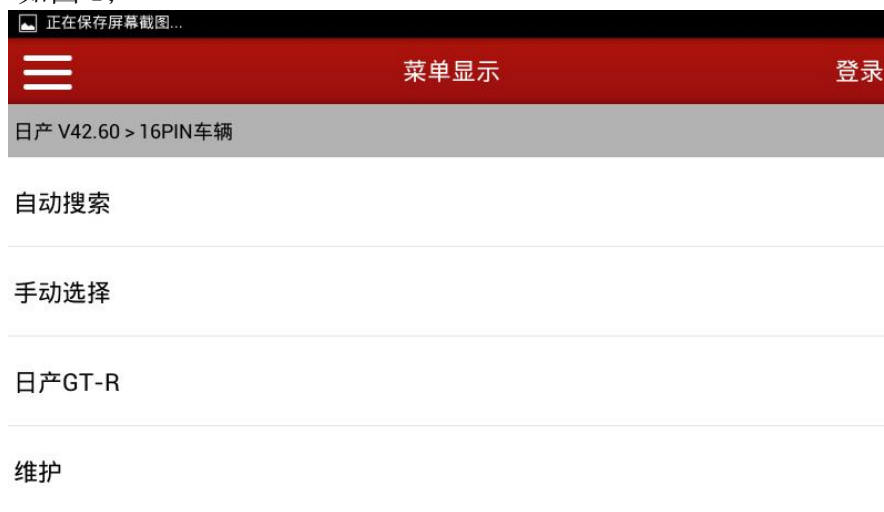 正在保存屏幕截图...
菜单显示
登录
日产 V42.60 > 16PIN车辆
自动搜索
手动选择
日产GT-R
维护